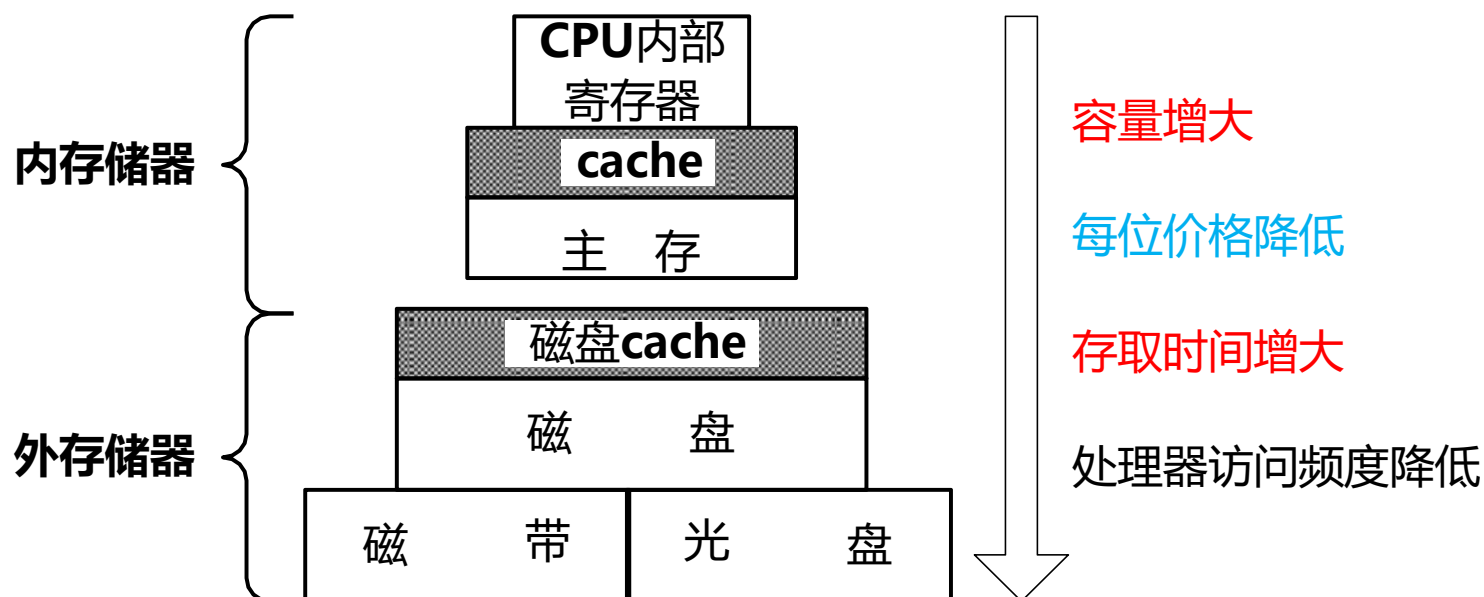 CPU内部
寄存器
容量增大
内存储器
cache
主 存
每位价格降低
磁盘cache
存取时间增大
磁 盘
外存储器
处理器访问频度降低
磁 带
光 盘